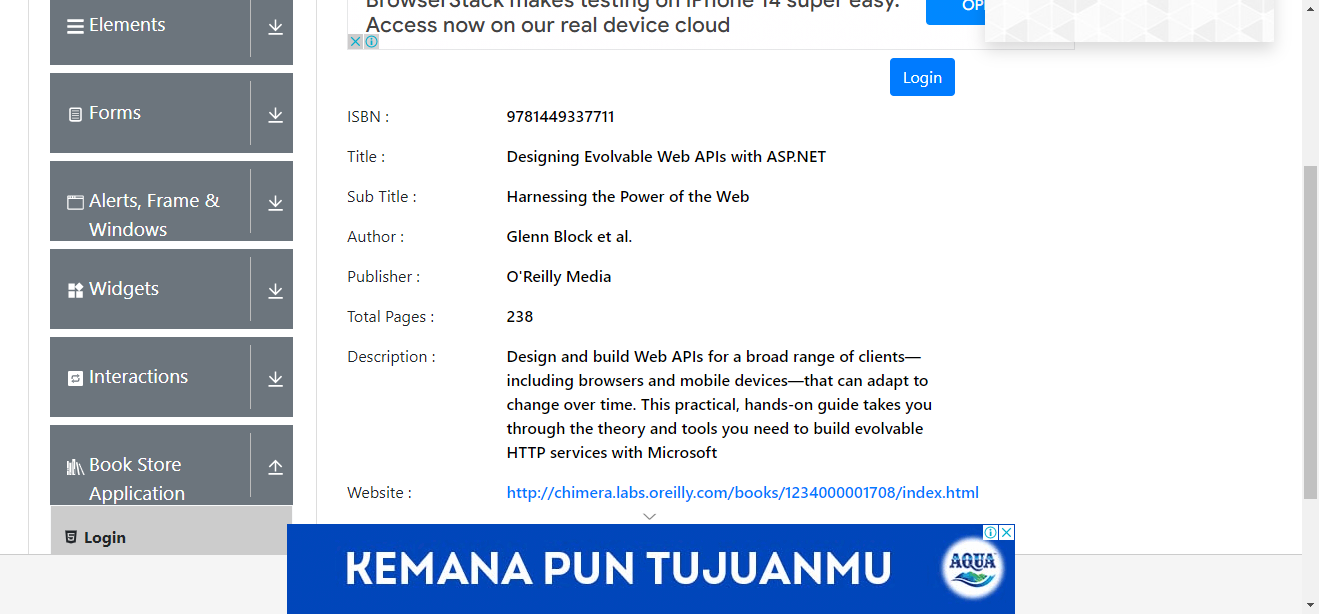 BrowserStack makes testing on iPhone 14 super easy.
Access now on our real device cloud
Elements
Login
Forms
ISBN : 9781449337711
Title : Designing Evolvable Web APIs with ASP.NET
Sub Title : Harnessing the Power of the Web
Alerts, Frame &
Windows
Author : Glenn Block et al.
Publisher : O'Reilly Media
Widgets
Total Pages : 238
Description : Design and build Web APIs for a broad range of clients—
including browsers and mobile devices—that can adapt to
change over time. This practical, hands-on guide takes you
through the theory and tools you need to build evolvable
HTTP services with Microsoft
Interactions
Book Store
Application
Website : http://chimera.labs.oreilly.com/books/1234000001708/index.html
Login
KEMANA PUN TUJUANMU
AQUA